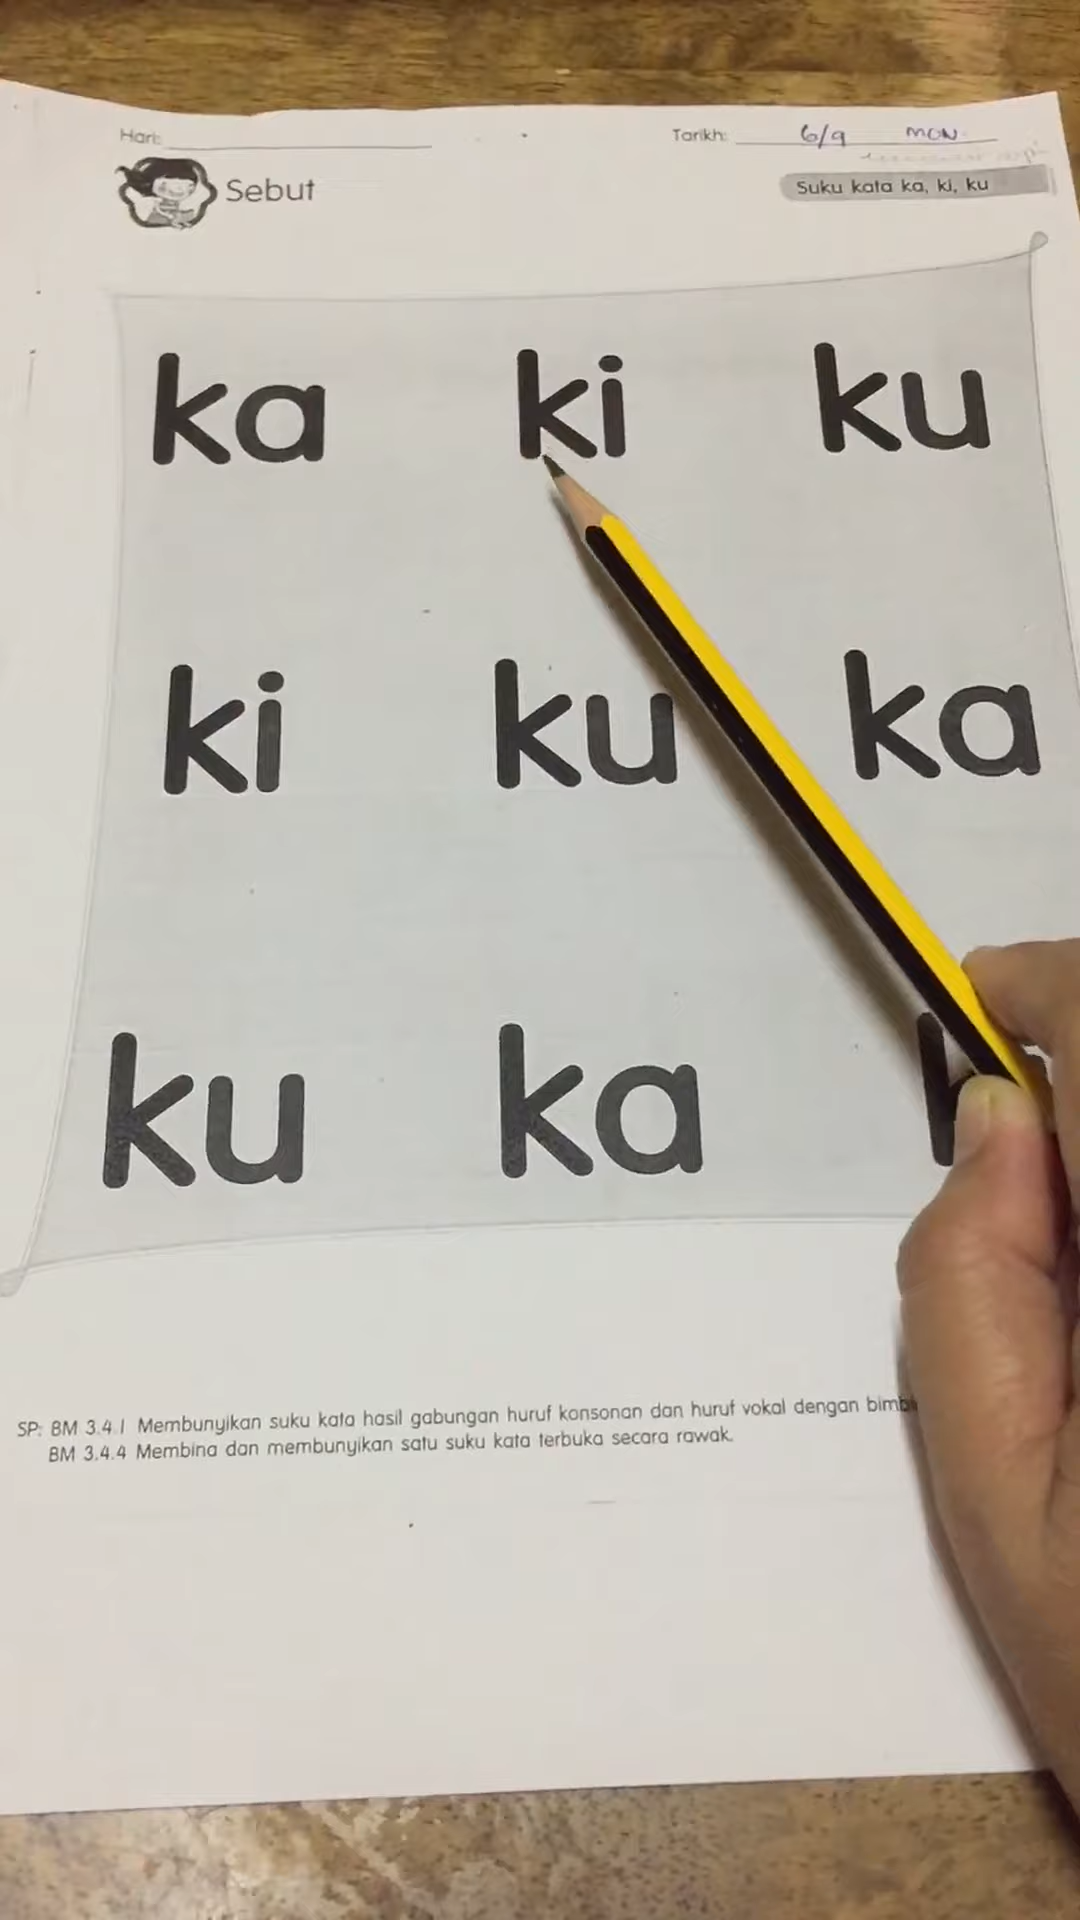 Hari: Tarikh: 6/9 MON.
Sebut
Suku kata ka, ki, ku
ka ki ku
ki ku ka
ku ka
SP: BM 3.4.1 Membunyikan suku kata hasil gabungan huruf konsonan dan huruf vokal dengan
BM 3.4.4 Membina dan membunyikan satu suku kata terbuka secara rawak.